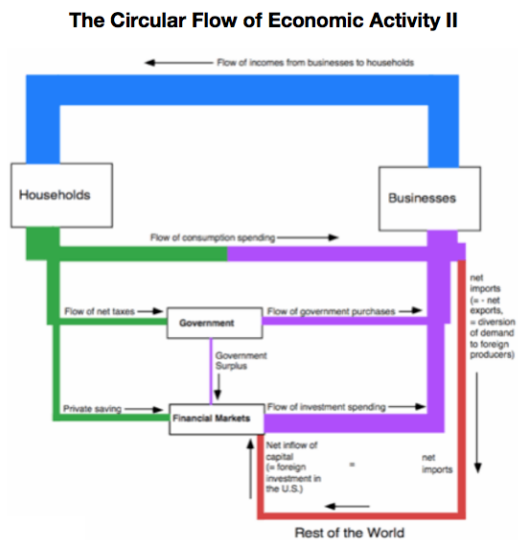 The Circular Flow of Economic Activity II
Flow of incomes from businesses to households
Households
Businesses
Flow of consumption spending
net
imports
(= - net
exports,
= diversion
of demand
to foreign
producers)
Flow of net taxes
Government
Flow of government purchases
Government
Surplus
Private saving
Financial Markets
Flow of investment spending
Net inflow of
capital
(= foreign
investment in
the U.S.)
=
net
imports
Rest of the World